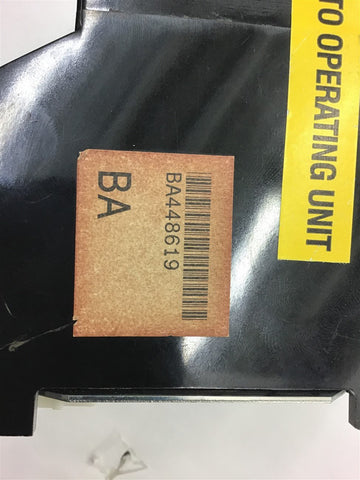 TO OPERATING UNIT
BA448619
BA